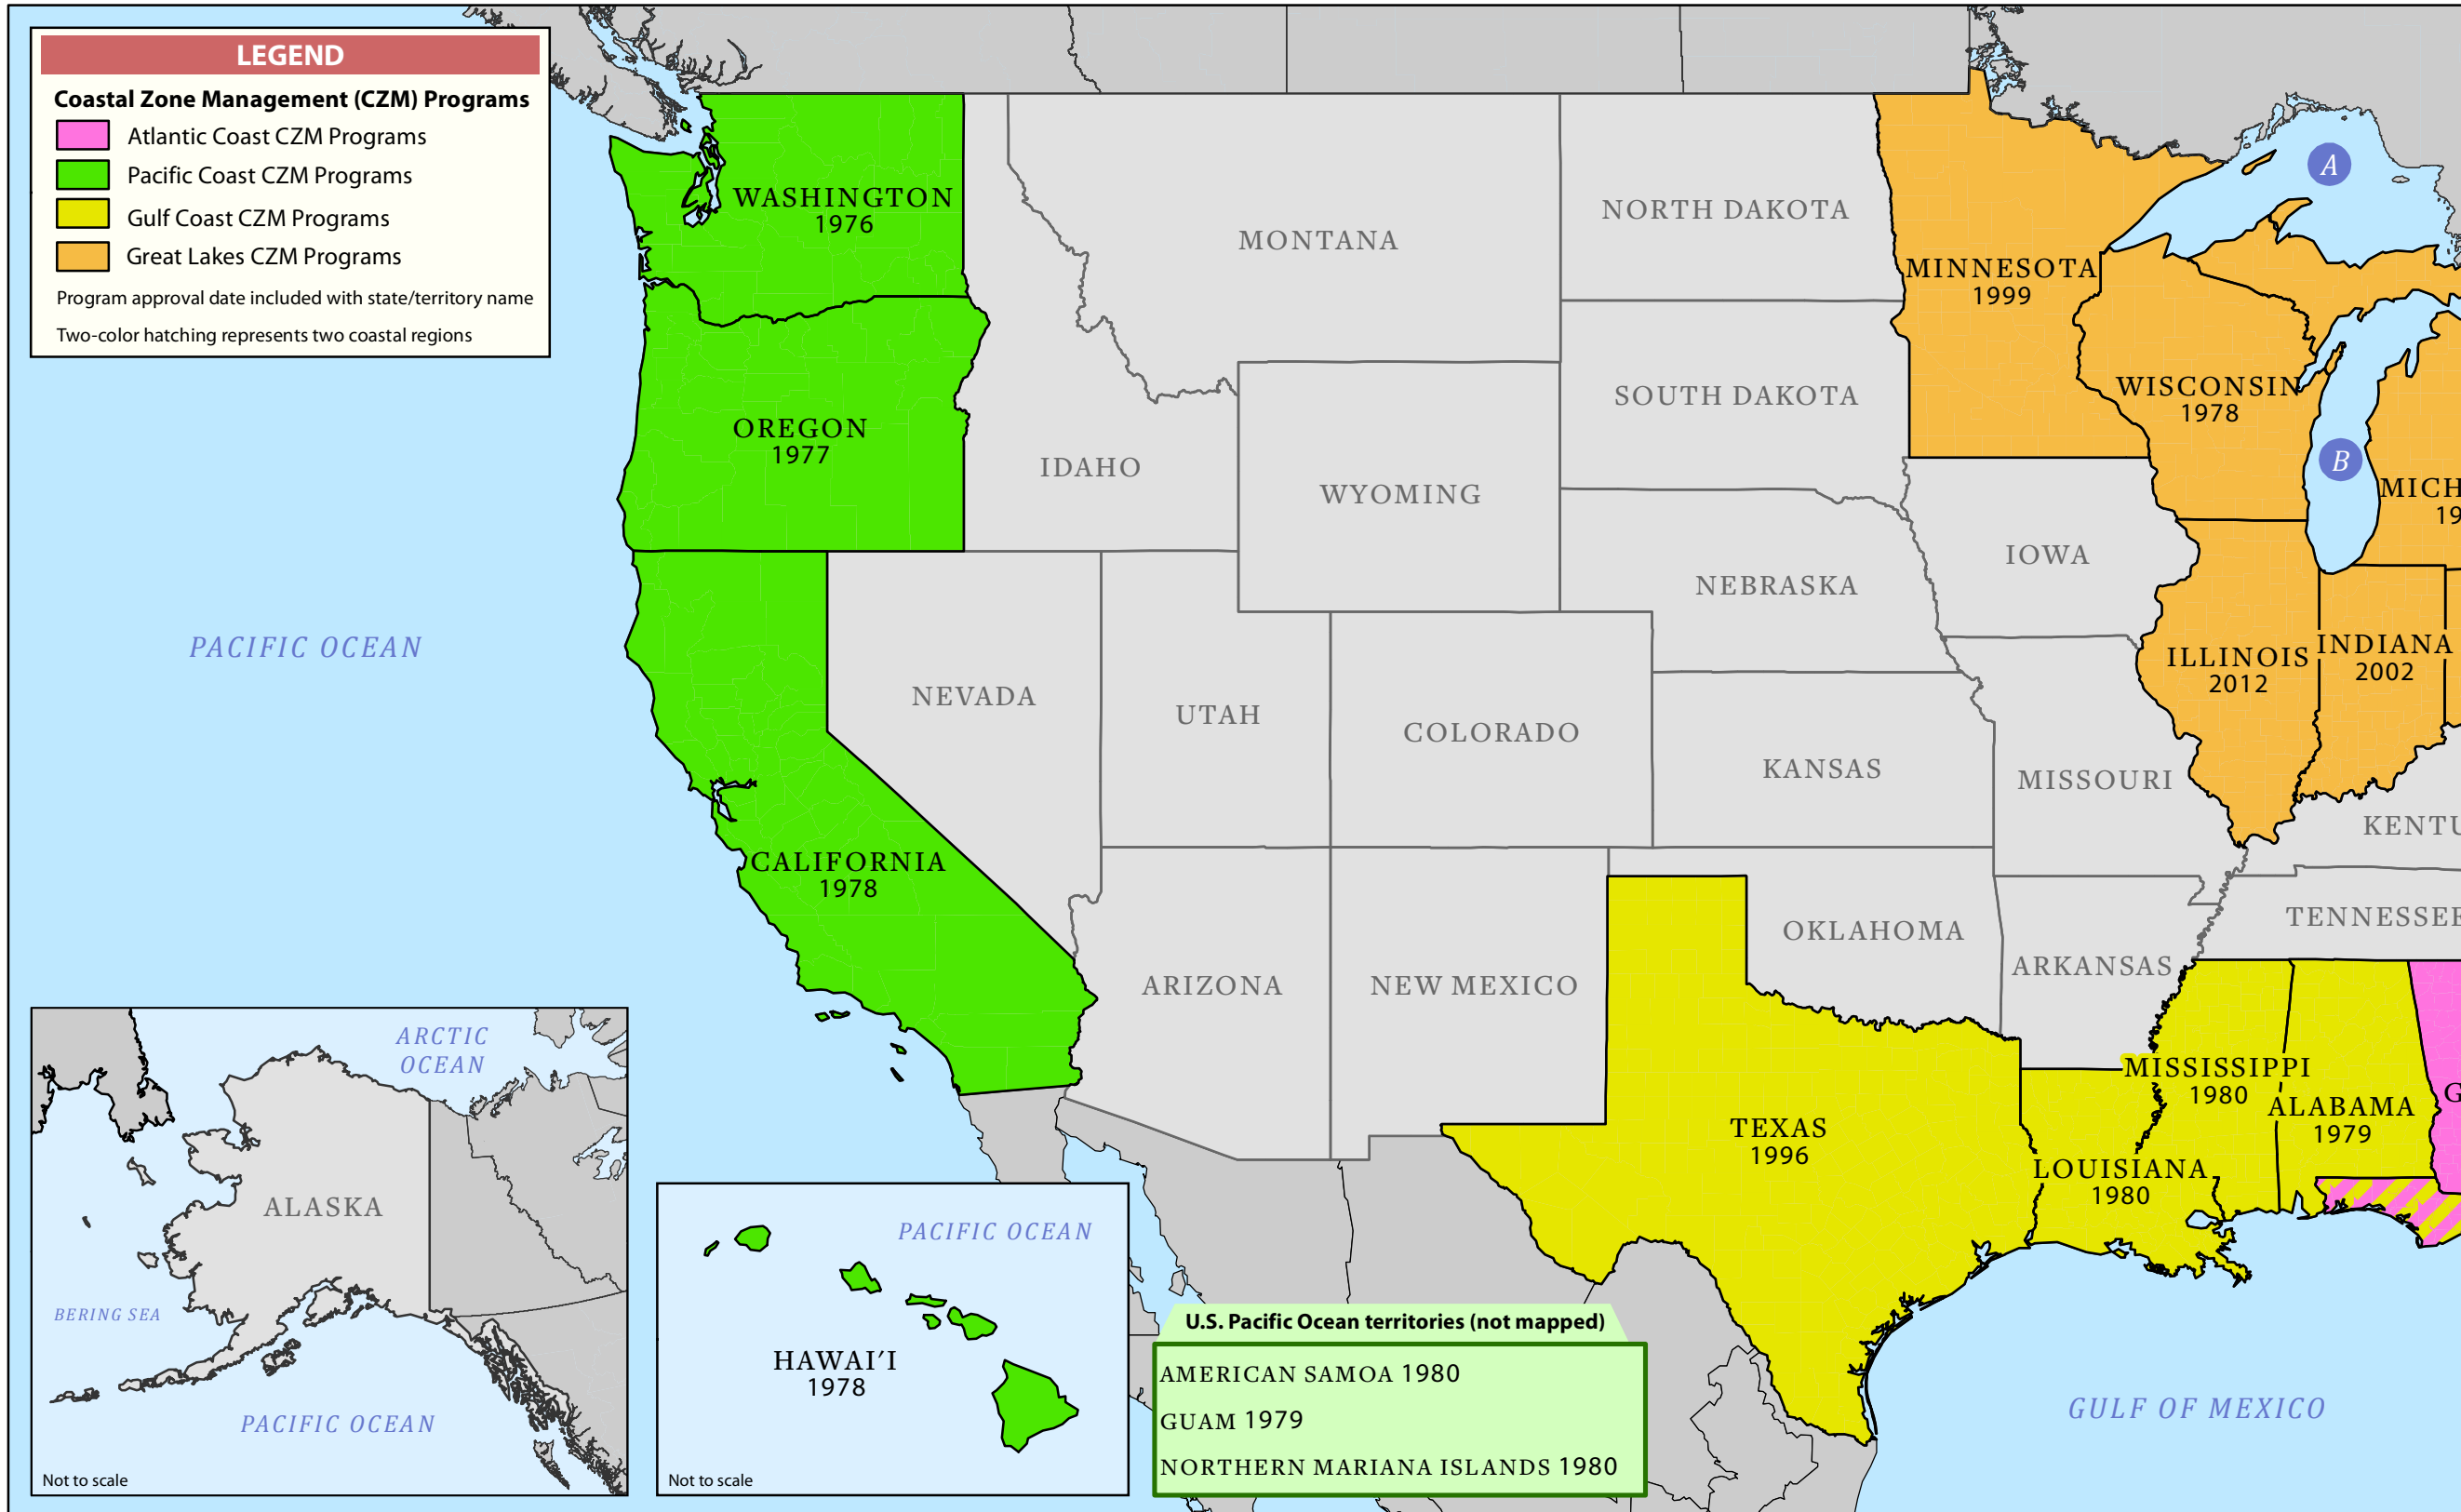 LEGEND
Coastal Zone Management (CZM) Programs
Atlantic Coast CZM Programs
Pacific Coast CZM Programs
Gulf Coast CZM Programs
Great Lakes CZM Programs
Program approval date included with state/territory name
Two-color hatching represents two coastal regions
WASHINGTON
1976
OREGON
1977
CALIFORNIA
1978
MONTANA
IDAHO
WYOMING
NEVADA
UTAH
COLORADO
ARIZONA
NEW MEXICO
NORTH DAKOTA
SOUTH DAKOTA
NEBRASKA
KANSAS
OKLAHOMA
TEXAS
1996
MINNESOTA
1999
IOWA
MISSOURI
ARKANSAS
LOUISIANA
1980
WISCONSIN
1978
ILLINOIS
2012
INDIANA
2002
MICH
19
KENTU
TENNESSEE
MISSISSIPPI
1980
ALABAMA
1979
G
A
B
PACIFIC OCEAN
GULF OF MEXICO
ARCTIC
OCEAN
ALASKA
BERING SEA
PACIFIC OCEAN
Not to scale
PACIFIC OCEAN
HAWAI'I
1978
Not to scale
U.S. Pacific Ocean territories (not mapped)
AMERICAN SAMOA 1980
GUAM 1979
NORTHERN MARIANA ISLANDS 1980